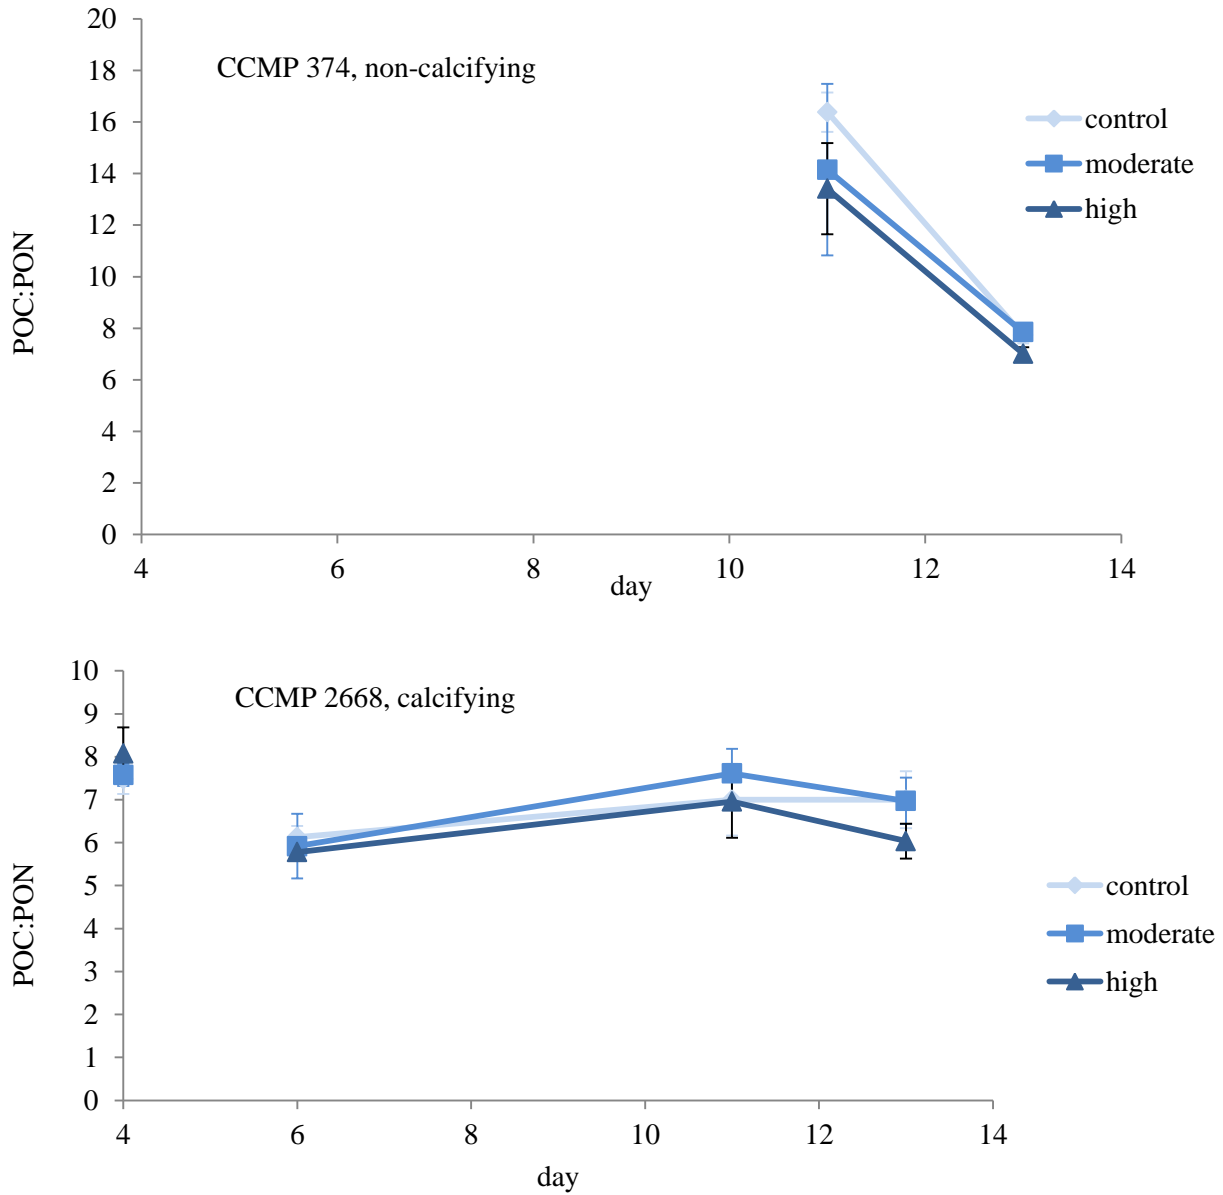 20
18
16
14
12
10
8
6
4
2
0
POC:PON
CCMP 374, non-calcifying
control
moderate
high
4 6 8 10 12 14
day
10
9
8
7
6
5
4
3
2
1
0
POC:PON
CCMP 2668, calcifying
control
moderate
high
4 6 8 10 12 14
day